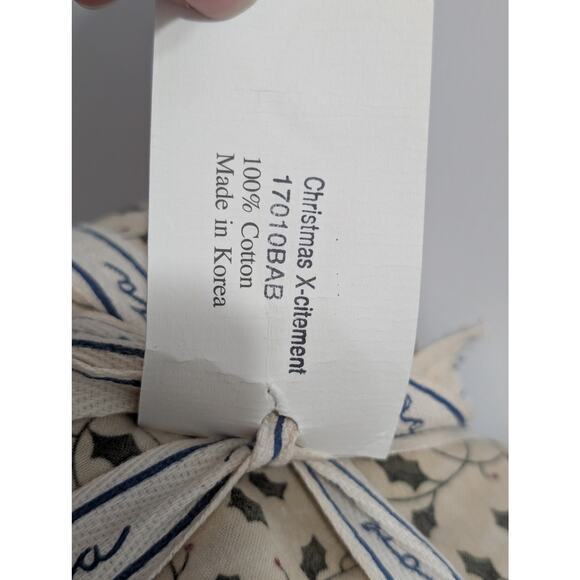 Christmas X-citement
17010BAB
100% Cotton
Made in Korea